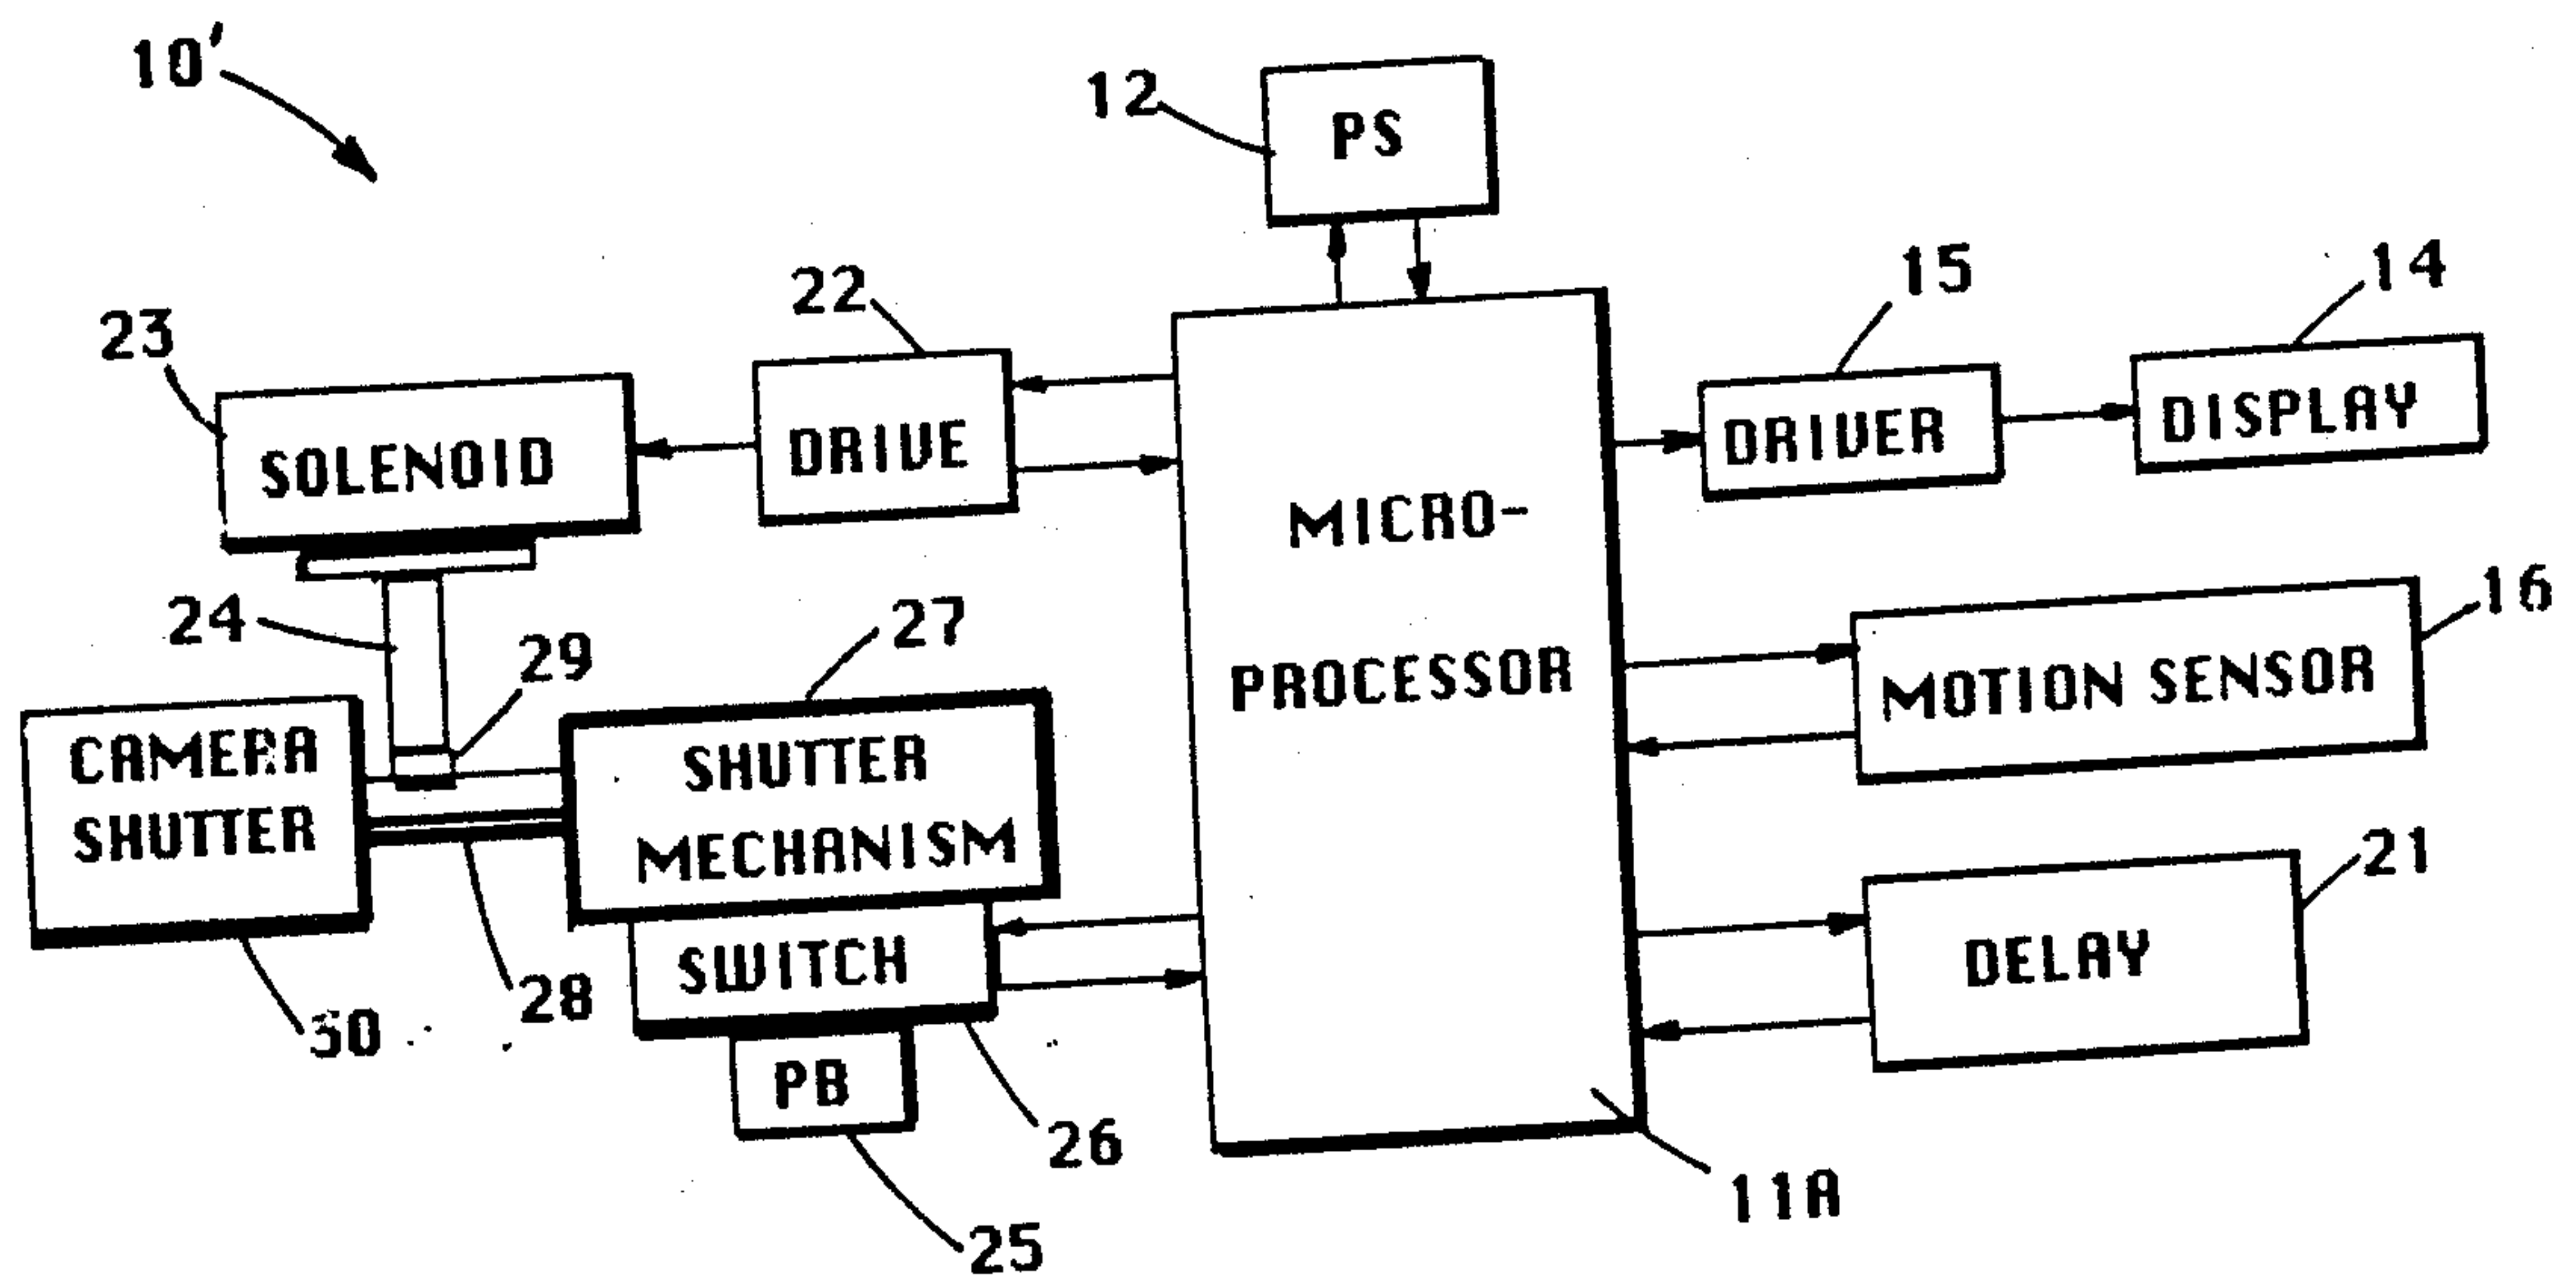 10'
12
PS
15
14
22
23
DRIVER
DISPLAY
SOLENOID
DRIVE
MICRO-
PROCESSOR
16
MOTION SENSOR
24
29
27
CAMERA
SHUTTER
SHUTTER
MECHANISM
21
DELAY
SWITCH
28
30
PB
26
11A
25